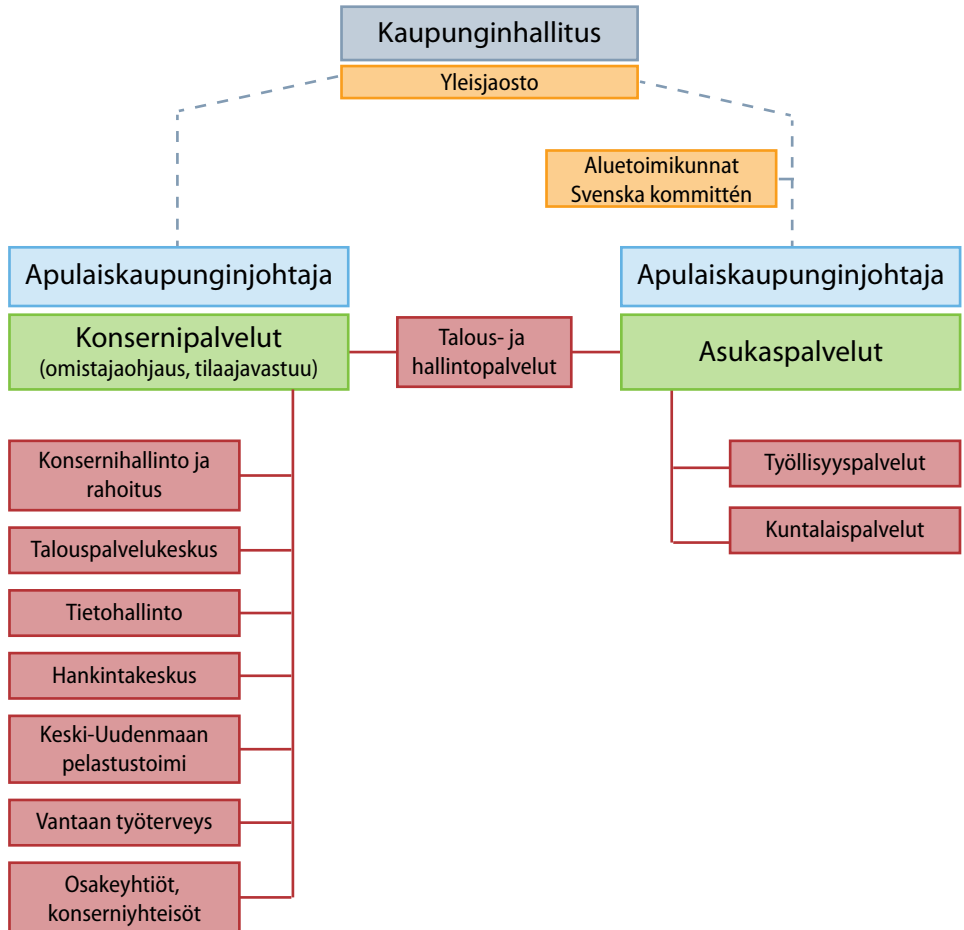 Kaupunginhallitus
Yleisjaosto
Aluetoimikunnat
Svenska kommittén
Apulaiskaupunginjohtaja
Apulaiskaupunginjohtaja
Konsernipalvelut
(omistajaohjaus, tilaajavastuu)
Talous- ja
hallintopalvelut
Asukaspalvelut
Konsernihallinto ja
rahoitus
Talouspalvelukeskus
Tietohallinto
Hankintakeskus
Keski-Uudenmaan
pelastustoimi
Vantaan työterveys
Osakeyhtiöt,
konserniyhteisöt
Työllisyyspalvelut
Kuntalaispalvelut